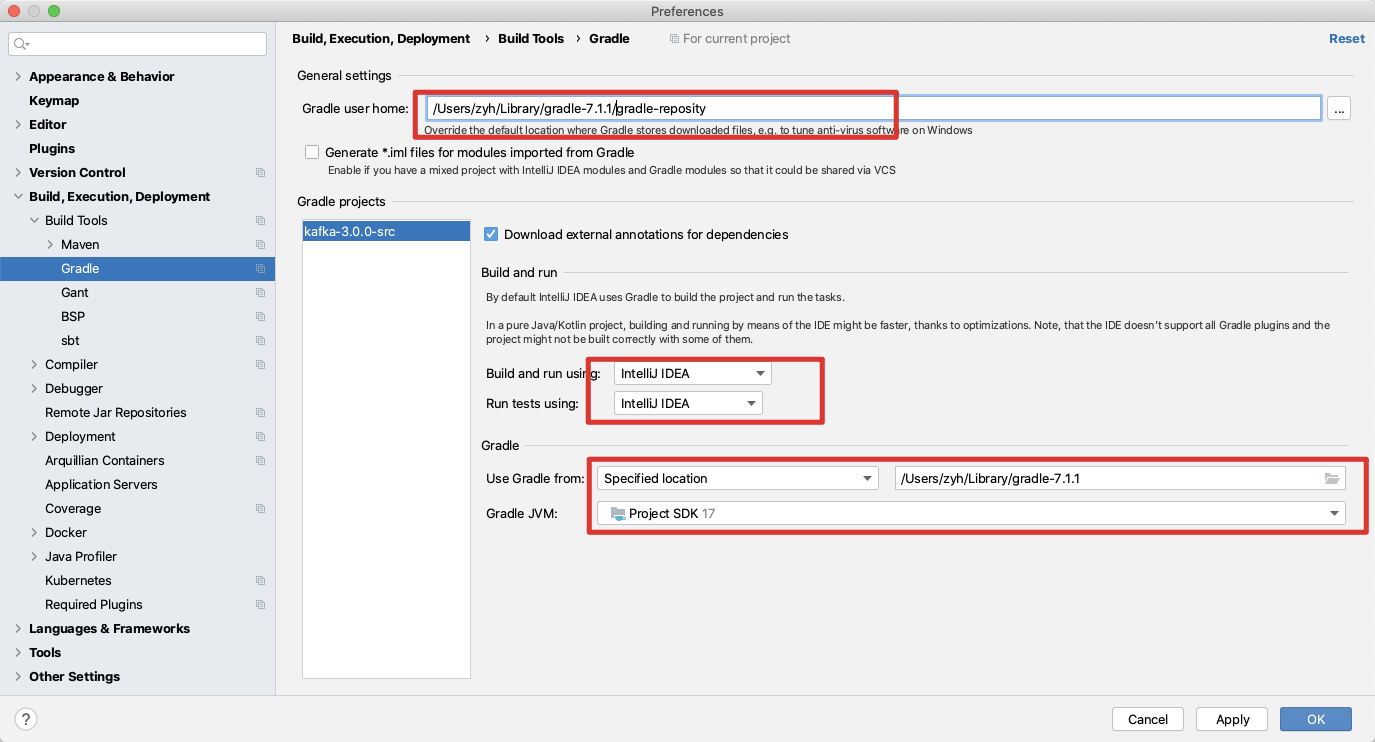 Preferences
Appearance & Behavior
Keymap
Editor
Plugins
Version Control
Build, Execution, Deployment
Build Tools
Maven
Gradle
Gant
BSP
sbt
Compiler
Debugger
Remote Jar Repositories
Deployment
Arquillian Containers
Application Servers
Coverage
Docker
Java Profiler
Kubernetes
Required Plugins
Languages & Frameworks
Tools
Other Settings
?
Build, Execution, Deployment › Build Tools › Gradle For current project Reset
General settings
Gradle user home: /Users/zyh/Library/gradle-7.1.1/gradle-reposity ...
Override the default location where Gradle stores downloaded files, e.g. to tune anti-virus software on Windows
Generate *.iml files for modules imported from Gradle
Enable if you have a mixed project with IntelliJ IDEA modules and Gradle modules so that it could be shared via VCS
Gradle projects
kafka-3.0.0-src
Download external annotations for dependencies
Build and run
By default IntelliJ IDEA uses Gradle to build the project and run the tasks.
In a pure Java/Kotlin project, building and running by means of the IDE might be faster, thanks to optimizations. Note, that the IDE doesn't support all Gradle plugins and the
project might not be built correctly with some of them.
Build and run using: IntelliJ IDEA
Run tests using: IntelliJ IDEA
Gradle
Use Gradle from: Specified location /Users/zyh/Library/gradle-7.1.1
Gradle JVM: Project SDK 17
Cancel Apply OK